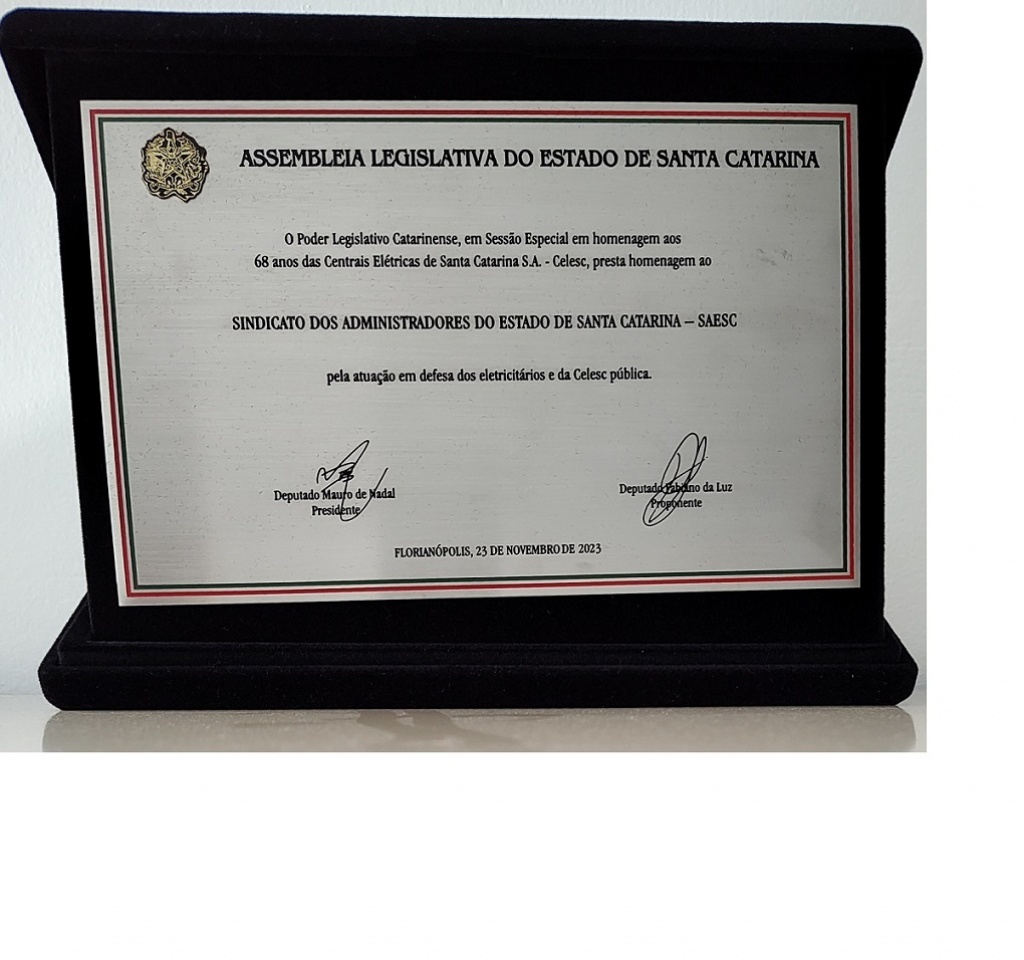 ASSEMBLEIA LEGISLATIVA DO ESTADO DE SANTA CATARINA
O Poder Legislativo Catarinense, em Sessão Especial em homenagem aos
68 anos das Centrais Elétricas de Santa Catarina S.A. - Celesc, presta homenagem ao
SINDICATO DOS ADMINISTRADORES DO ESTADO DE SANTA CATARINA – SAESC
pela atuação em defesa dos eletricitários e da Celesc pública.
Deputado Mauro de Nadal
Presidente
Deputado Fabiano da Luz
Proponente
FLORIANÓPOLIS, 23 DE NOVEMBRO DE 2023